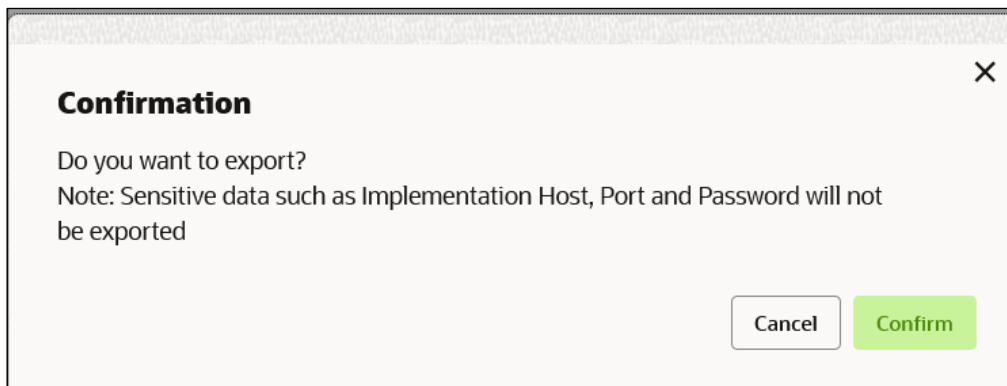 Confirmation
Do you want to export?
Note: Sensitive data such as Implementation Host, Port and Password will not
be exported
Cancel
Confirm